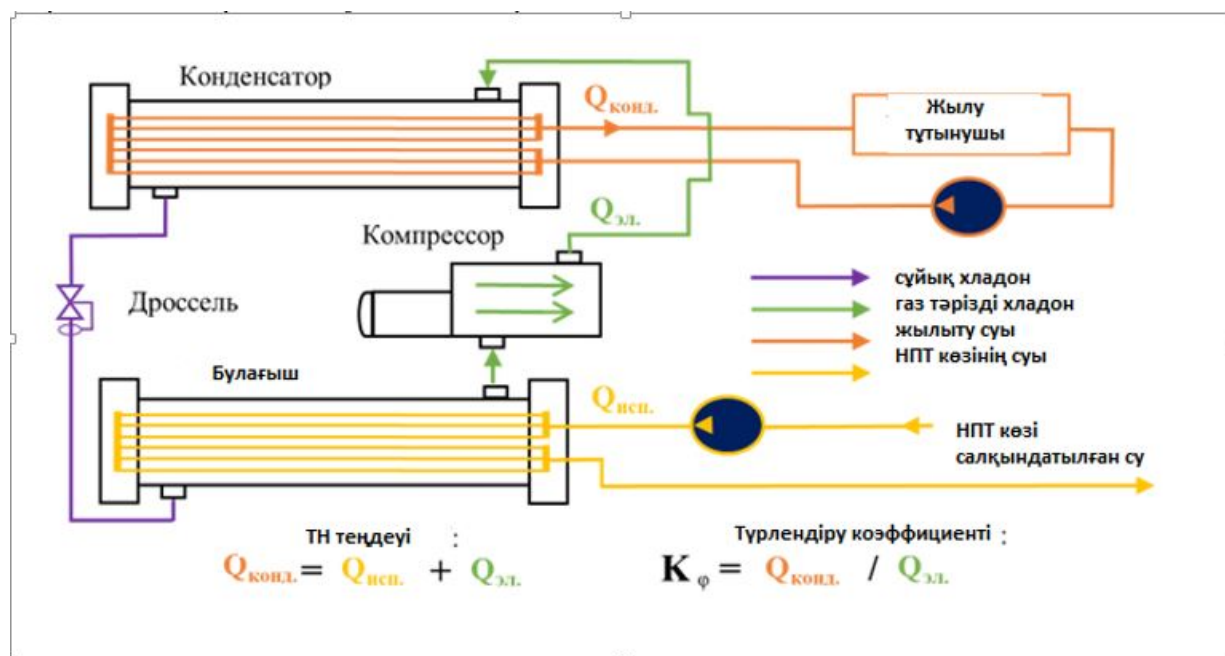 Конденсатор
Qконд.
Жылу
тұтынушы
Qэл.
Компрессор
Дроссель
сұйық хладон
газ тәрізді хладон
жылыту суы
НПТ көзінің суы
Булағыш
Qисп.
НПТ көзі
салқындатылған су
ТН теңдеуі :
Qконд. = Qисп. + Qэл.
Түрлендіру коэффициенті :
Kφ = Qконд. / Qэл.